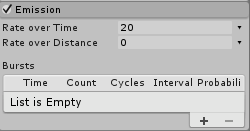 Emission
Rate over Time 20
Rate over Distance 0
Bursts
Time Count Cycles Interval Probabili
List is Empty
+ −